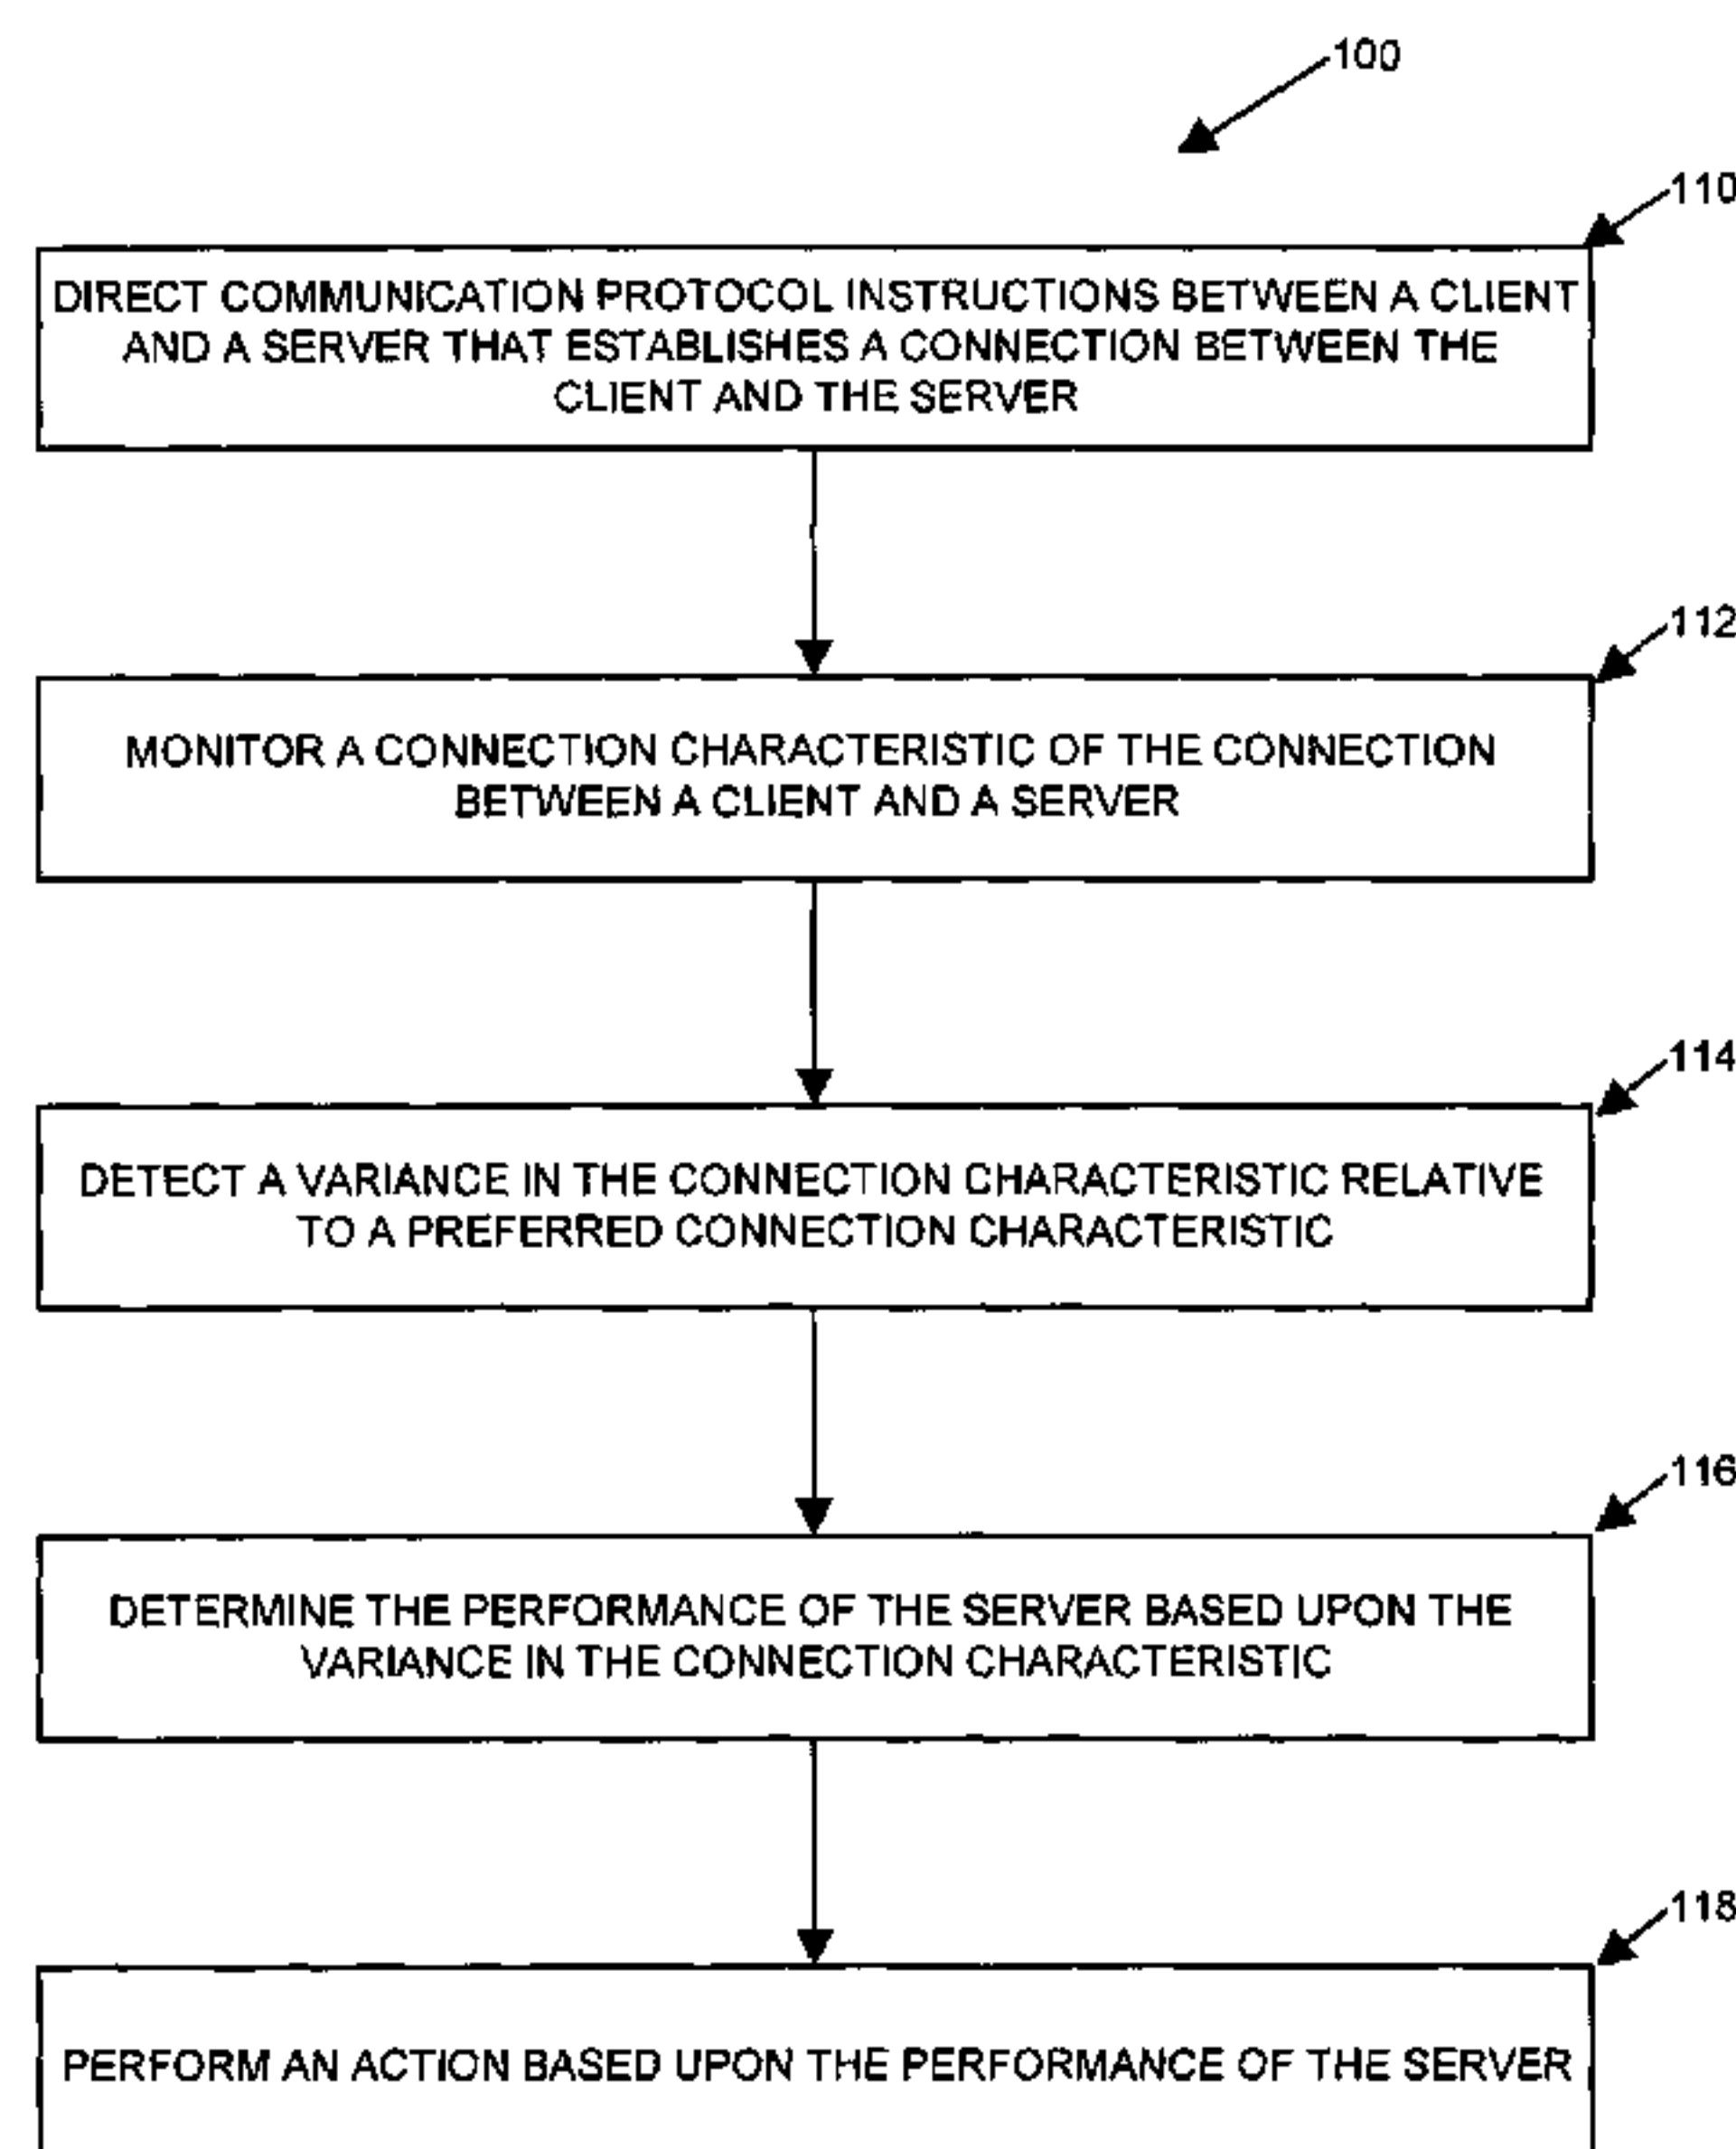 100
110
DIRECT COMMUNICATION PROTOCOL INSTRUCTIONS BETWEEN A CLIENT
AND A SERVER THAT ESTABLISHES A CONNECTION BETWEEN THE
CLIENT AND THE SERVER
112
MONITOR A CONNECTION CHARACTERISTIC OF THE CONNECTION
BETWEEN A CLIENT AND A SERVER
114
DETECT A VARIANCE IN THE CONNECTION CHARACTERISTIC RELATIVE
TO A PREFERRED CONNECTION CHARACTERISTIC
116
DETERMINE THE PERFORMANCE OF THE SERVER BASED UPON THE
VARIANCE IN THE CONNECTION CHARACTERISTIC
118
PERFORM AN ACTION BASED UPON THE PERFORMANCE OF THE SERVER